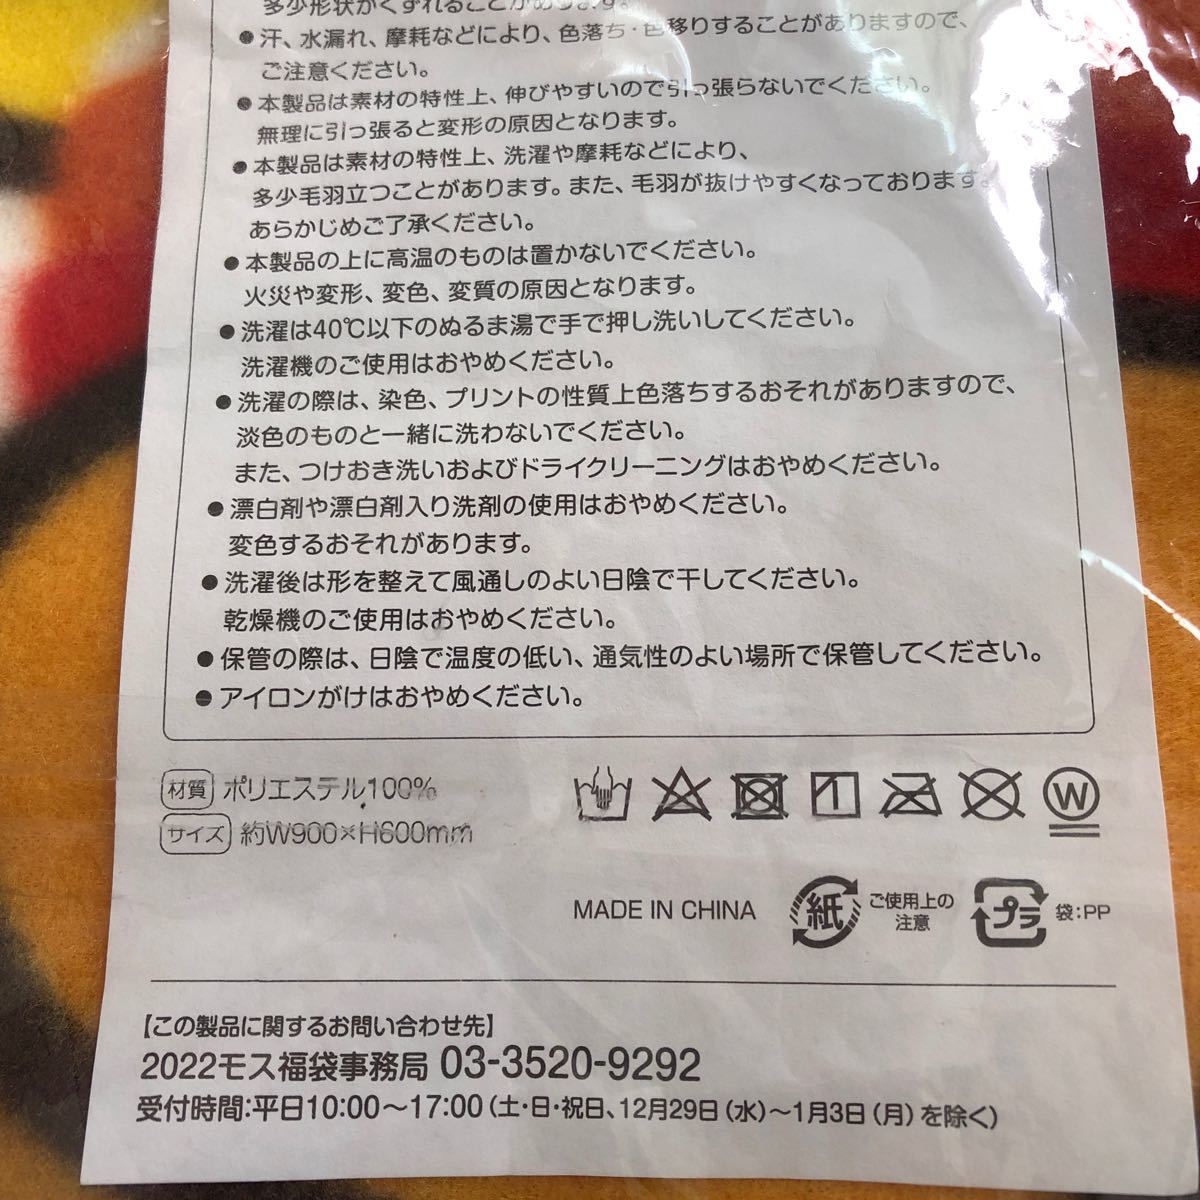 多少形状がくずれることがあります。
●汗、水漏れ、摩耗などにより、色落ち・色移りすることがありますので、
ご注意ください。
●本製品は素材の特性上、伸びやすいので引っ張らないでください。
無理に引っ張ると変形の原因となります。
●本製品は素材の特性上、洗濯や摩耗などにより、
多少毛羽立つことがあります。また、毛羽が抜けやすくなっております。
あらかじめご了承ください。
●本製品の上に高温のものは置かないでください。
火災や変形、変色、変質の原因となります。
●洗濯は40℃以下のぬるま湯で手で押し洗いしてください。
洗濯機のご使用はおやめください。
●洗濯の際は、染色、プリントの性質上色落ちするおそれがありますので、
淡色のものと一緒に洗わないでください。
また、つけおき洗いおよびドライクリーニングはおやめください。
●漂白剤や漂白剤入り洗剤の使用はおやめください。
変色するおそれがあります。
●洗濯後は形を整えて風通しのよい日陰で干してください。
乾燥機のご使用はおやめください。
●保管の際は、日陰で温度の低い、通気性のよい場所で保管してください。
●アイロンがけはおやめください。
材質 ポリエステル100%
サイズ 約W900×H600mm
W
MADE IN CHINA 紙 ご使用上の注意 プラ 袋:PP
【この製品に関するお問い合わせ先】
2022モス福袋事務局 03-3520-9292
受付時間:平日10:00～17:00(土・日・祝日、12月29日(水)～1月3日(月)を除く)